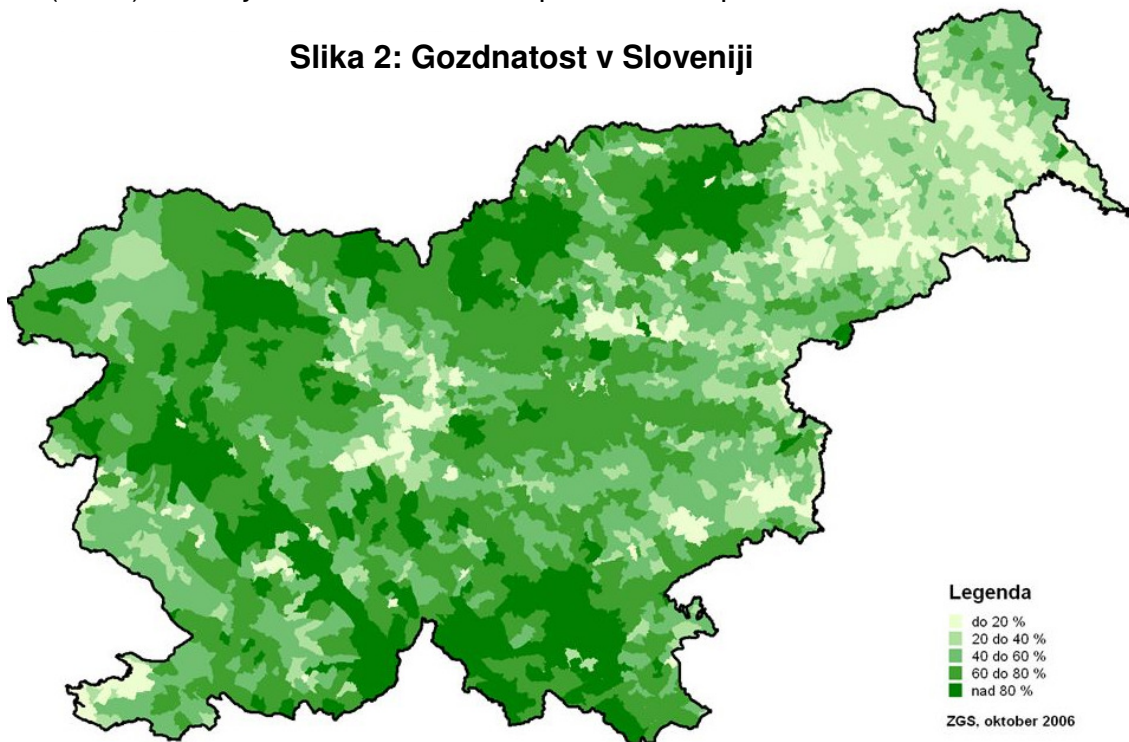 Slika 2: Gozdnatost v Sloveniji
Legenda
do 20 %
20 do 40 %
40 do 60 %
60 do 80 %
nad 80 %
ZGS, oktober 2006